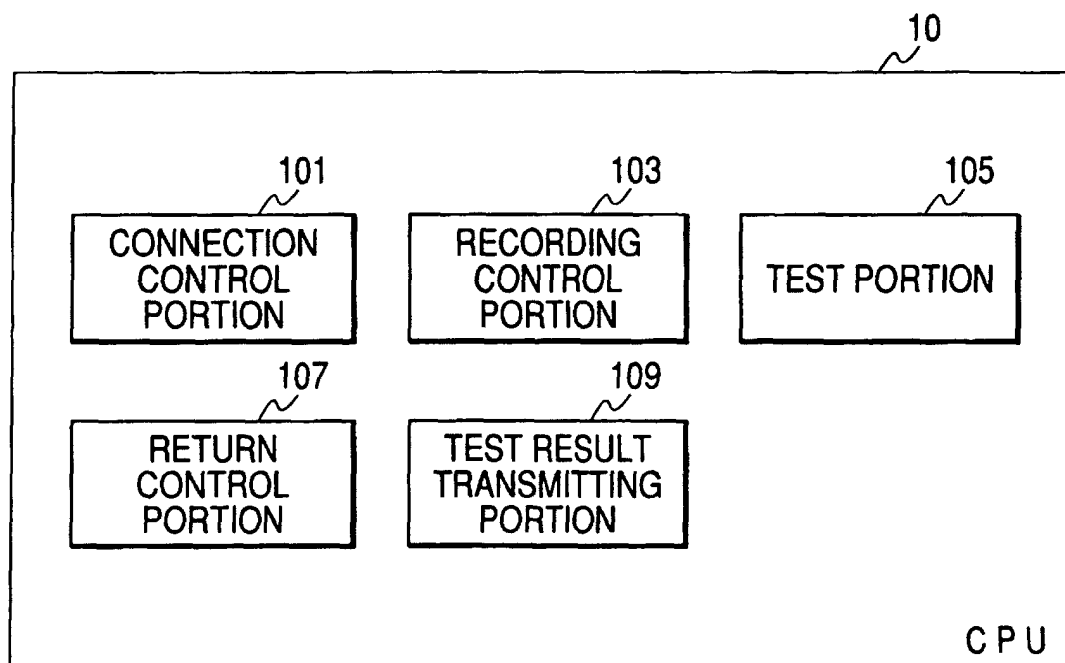 10
101
CONNECTION
CONTROL
PORTION
103
RECORDING
CONTROL
PORTION
105
TEST PORTION
107
RETURN
CONTROL
PORTION
109
TEST RESULT
TRANSMITTING
PORTION
CPU